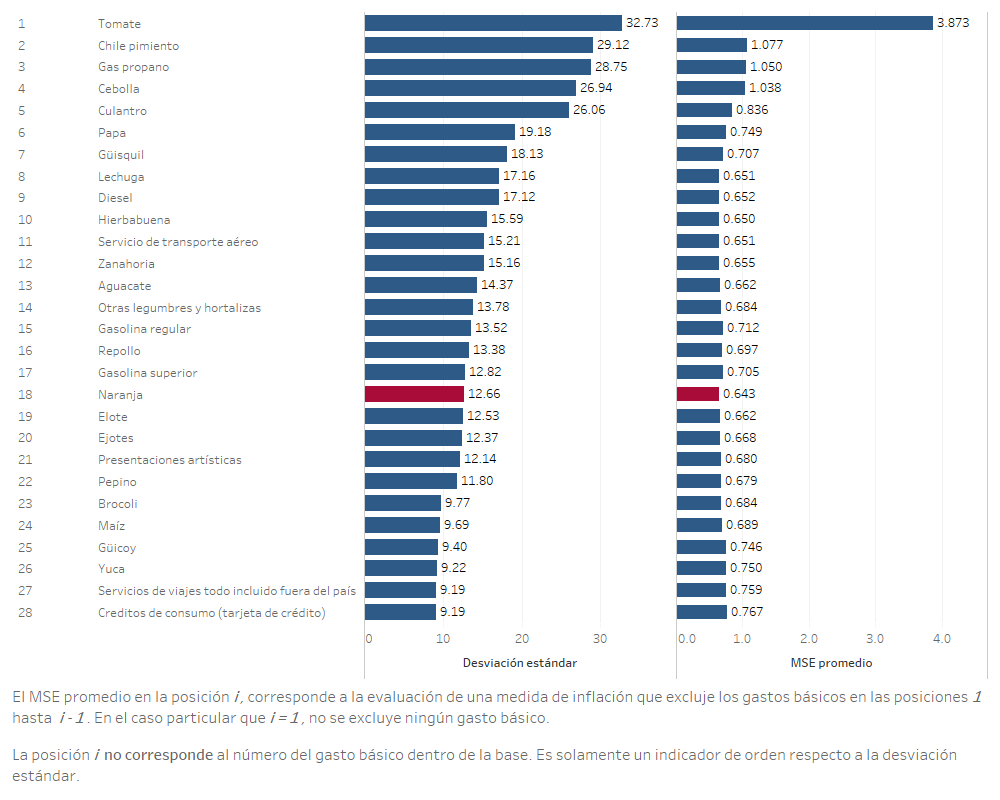 1 Tomate 32.73 3.873
2 Chile pimiento 29.12 1.077
3 Gas propano 28.75 1.050
4 Cebolla 26.94 1.038
5 Culantro 26.06 0.836
6 Papa 19.18 0.749
7 Güisquil 18.13 0.707
8 Lechuga 17.16 0.651
9 Diesel 17.12 0.652
10 Hierbabuena 15.59 0.650
11 Servicio de transporte aéreo 15.21 0.651
12 Zanahoria 15.16 0.655
13 Aguacate 14.37 0.662
14 Otras legumbres y hortalizas 13.78 0.684
15 Gasolina regular 13.52 0.712
16 Repollo 13.38 0.697
17 Gasolina superior 12.82 0.705
18 Naranja 12.66 0.643
19 Elote 12.53 0.662
20 Ejotes 12.37 0.668
21 Presentaciones artísticas 12.14 0.680
22 Pepino 11.80 0.679
23 Brocoli 9.77 0.684
24 Maíz 9.69 0.689
25 Güicoy 9.40 0.746
26 Yuca 9.22 0.750
27 Servicios de viajes todo incluido fuera del país 9.19 0.759
28 Creditos de consumo (tarjeta de crédito) 9.19 0.767
0 10 20 30 0.0 1.0 2.0 3.0 4.0
Desviación estándar MSE promedio
El MSE promedio en la posición i, corresponde a la evaluación de una medida de inflación que excluye los gastos básicos en las posiciones 1
hasta i - 1. En el caso particular que i = 1, no se excluye ningún gasto básico.
La posición i no corresponde al número del gasto básico dentro de la base. Es solamente un indicador de orden respecto a la desviación
estándar.